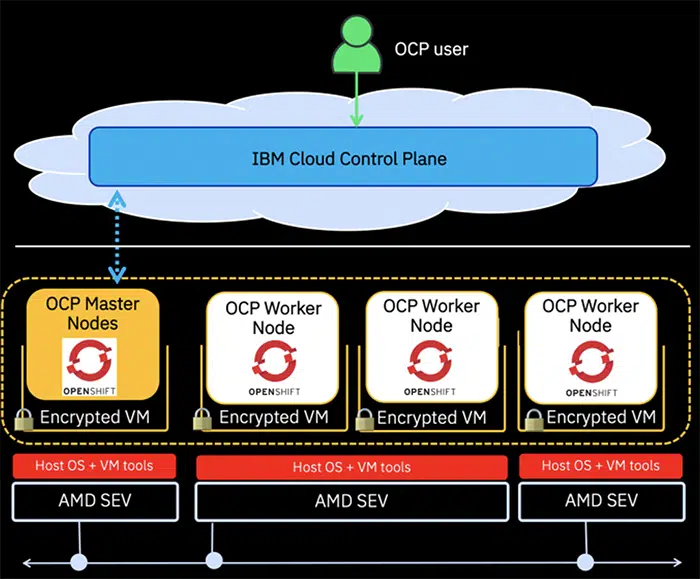 OCP user
IBM Cloud Control Plane
OCP Master
Nodes
OPENSHIFT
Encrypted VM
OCP Worker
Node
OPENSHIFT
Encrypted VM
OCP Worker
Node
OPENSHIFT
Encrypted VM
OCP Worker
Node
OPENSHIFT
Encrypted VM
Host OS + VM tools
Host OS + VM tools
Host OS + VM tools
AMD SEV
AMD SEV
AMD SEV